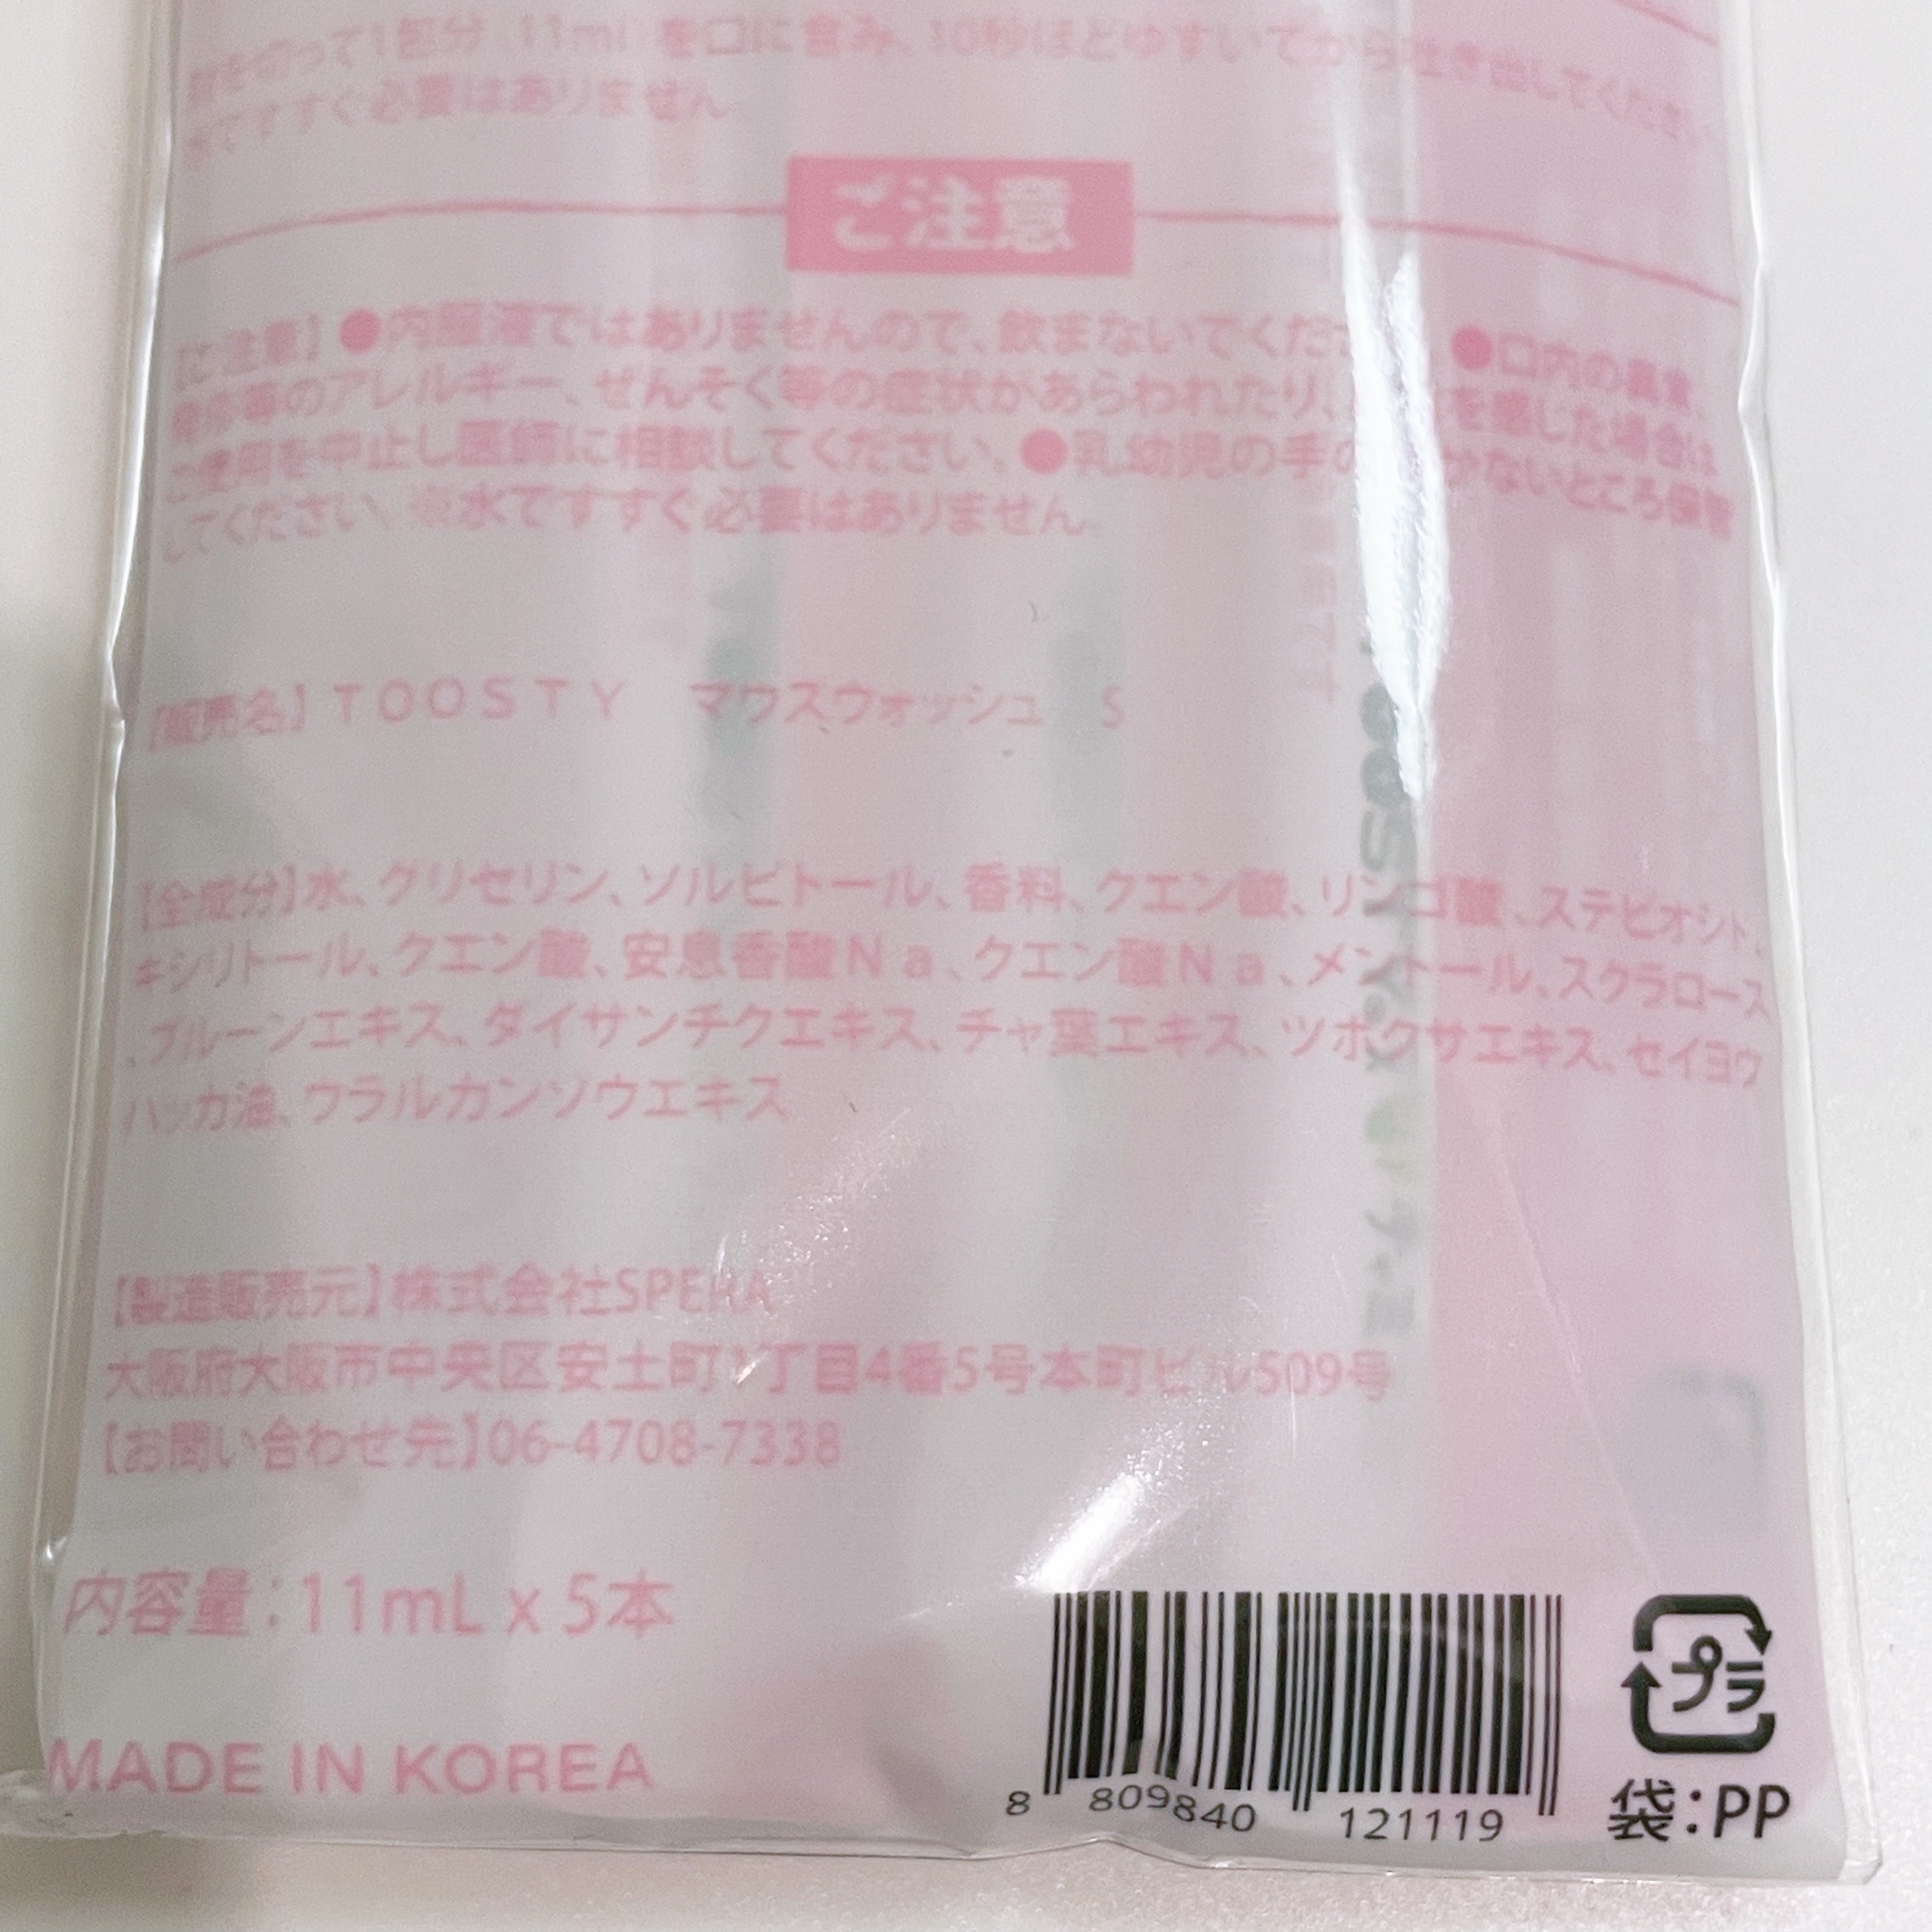 袋を切って1包分 11ml を口に含み、10秒ほどゆすいでから吐き出してください
水ですすぐ必要はありません
ご注意
【ご注意】●内服液ではありませんので、飲まないでくださ ●口内の異常、
発疹等のアレルギー、ぜんそく等の症状があらわれたり、 を感じた場合は
ご使用を中止し医師に相談してください。●乳幼児の手の かないところ保管
してください ※水ですすぐ必要はありません。
【販売名】TOOSTY マウスウォッシュ S
【全成分】水、グリセリン、ソルビトール、香料、クエン酸、リンゴ酸、ステビオシト、
キシリトール、クエン酸、安息香酸Na、クエン酸Na、メントール、スクラロース
、プルーンエキス、ダイサンチクエキス、チャ葉エキス、ツボクサエキス、セイヨウ
ハッカ油、ウラルカンゾウエキス
【製造販売元】株式会社SPERA
大阪府大阪市中央区安土町1丁目4番5号本町ビル509号
【お問い合わせ先】06-4708-7338
内容量：11mL x 5本
MADE IN KOREA
8 809840 121119
プラ
袋：PP